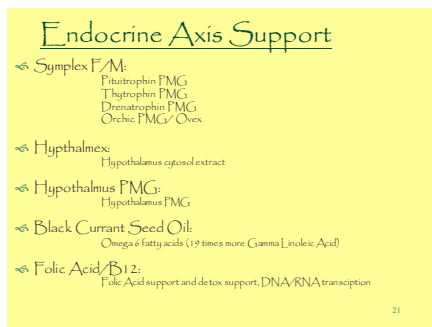 Endocrine Axis Support
Symplex F/M:
Pituitrophin PMG
Thytrophin PMG
Drenatrophin PMG
Orchic PMG/ Ovex
Hypthalmex:
Hypothalamus cytosol extract
Hypothalmus PMG:
Hypothalamus PMG
Black Currant Seed Oil:
Omega 6 fatty acids (19 times more Gamma Linoleic Acid)
Folic Acid/B12:
Folic Acid support and detox support, DNA/RNA transciption
21